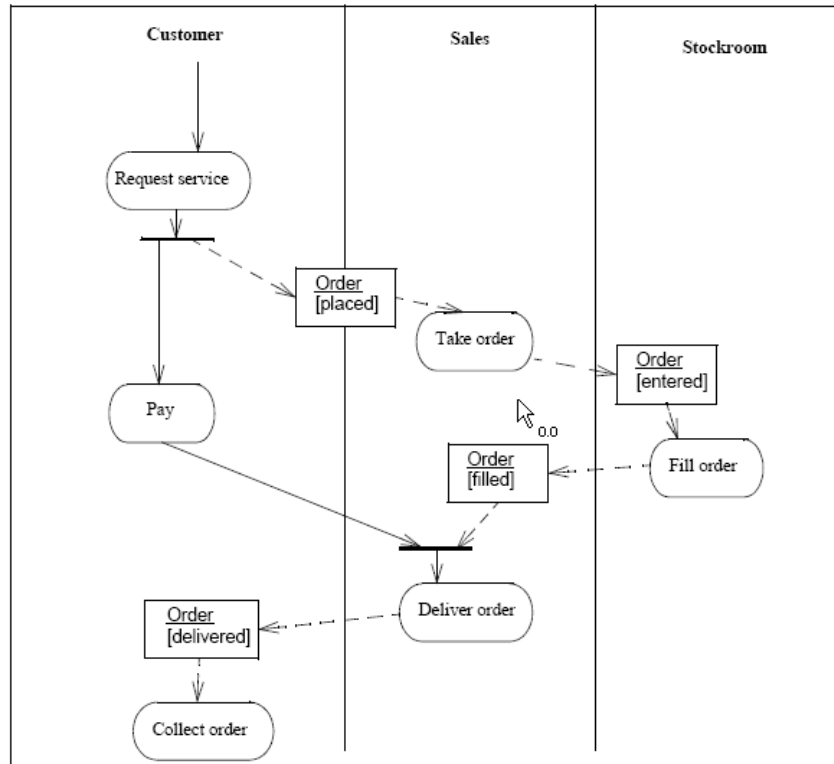 Customer
Sales
Stockroom
Request service
Order
[placed]
Take order
Order
[entered]
Pay
0.0
Order
[filled]
Fill order
Deliver order
Order
[delivered]
Collect order